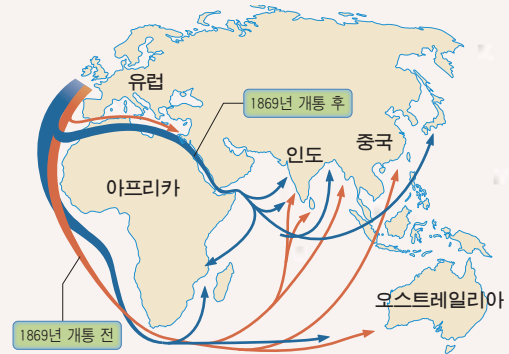 유럽
1869년 개통 후
중국
인도
아프리카
오스트레일리아
1869년 개통 전